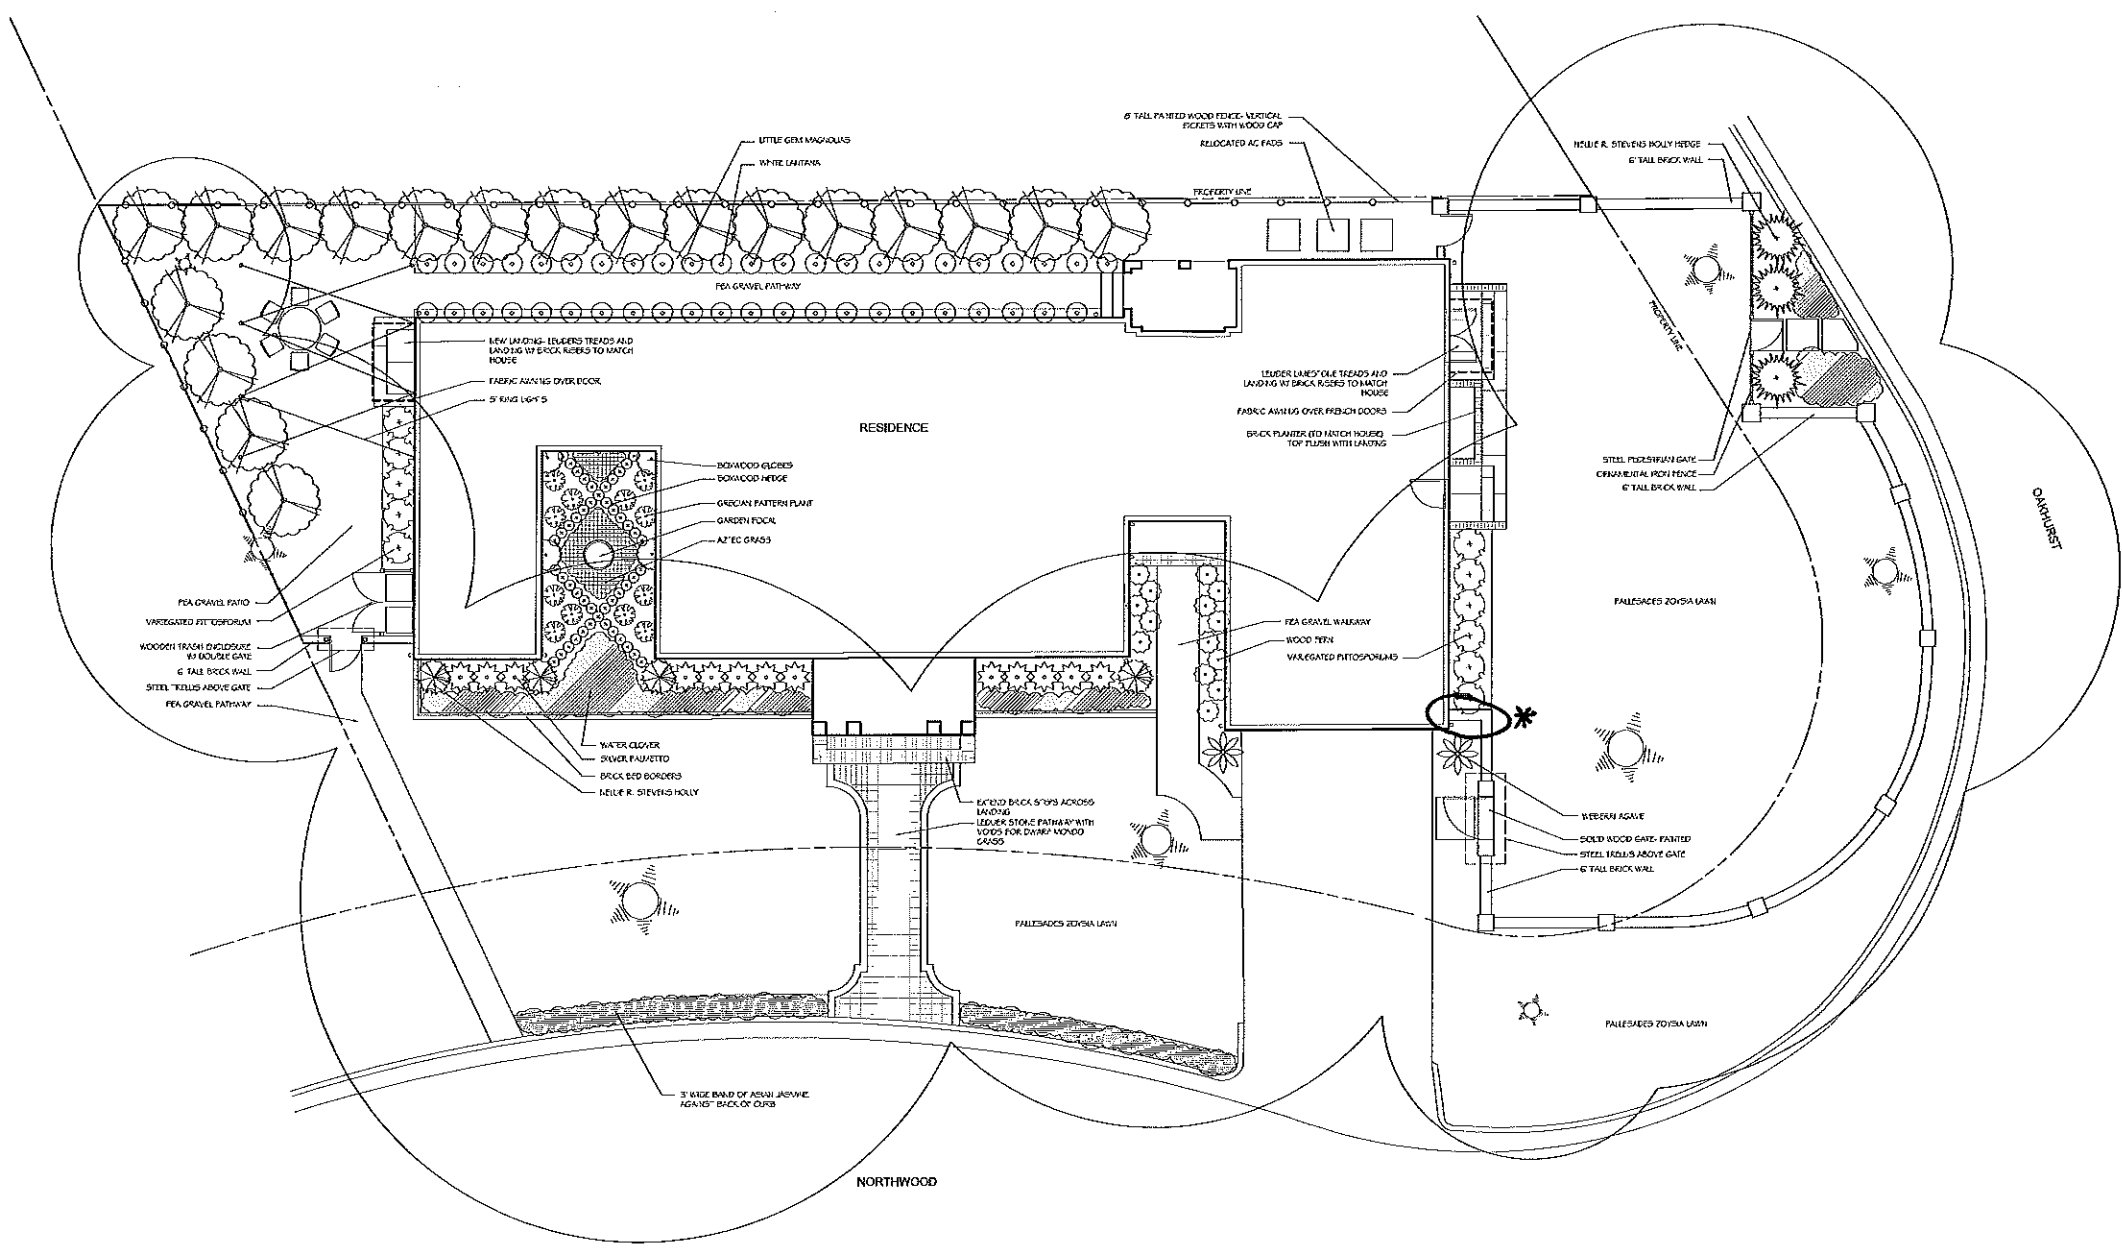 LITTLE GEM MAGNOLIAS
WHITE LANTANA
6' TALL PAINTED WOOD FENCE- VERTICAL
PICKETS WITH WOOD CAP
RELOCATED AC PADS
PROPERTY LINE
NELLIE R. STEVENS HOLLY HEDGE
6' TALL BRICK WALL
PEA GRAVEL PATHWAY
PROPERTY LINE
NEW LANDING- LEUDERS TREADS AND
LANDING W/ BRICK RISERS TO MATCH
HOUSE
FABRIC AWNING OVER DOOR
STRING LIGHTS
LEUDER LIMESTONE TREADS AND
LANDING W/ BRICK RISERS TO MATCH
HOUSE
FABRIC AWNING OVER FRENCH DOORS
BRICK PLANTER (TO MATCH HOUSE)
TOP FLUSH WITH LANDING
RESIDENCE
BOXWOOD GLOBES
BOXWOOD HEDGE
GRECIAN PATTERN PLANT
GARDEN FOCAL
AZTEC GRASS
STEEL PEDESTRIAN GATE
ORNAMENTAL IRON FENCE
6' TALL BRICK WALL
OAKHURST
PEA GRAVEL PATIO
VARIEGATED PITTOSPORUM
WOODEN TRASH ENCLOSURE
W/ DOUBLE GATE
6' TALL BRICK WALL
STEEL TRELLIS ABOVE GATE
PEA GRAVEL PATHWAY
PALLESADES ZOYSIA LAWN
PEA GRAVEL WALKWAY
WOOD FERN
VARIEGATED PITTOSPORUMS
*
WATER CLOVER
SILVER PALMETTO
BRICK BED BORDERS
NELLIE R. STEVENS HOLLY
EXTEND BRICK STEPS ACROSS
LANDING
LEDUER STONE PATHWAY WITH
VOIDS FOR DWARF MONDO
GRASS
WEBERRI AGAVE
SOLID WOOD GATE- PAINTED
STEEL TRELLIS ABOVE GATE
6' TALL BRICK WALL
PALLESADES ZOYSIA LAWN
PALLESADES ZOYSIA LAWN
3' WIDE BAND OF ASIAN JASMINE
AGAINST BACK OF CURB
NORTHWOOD